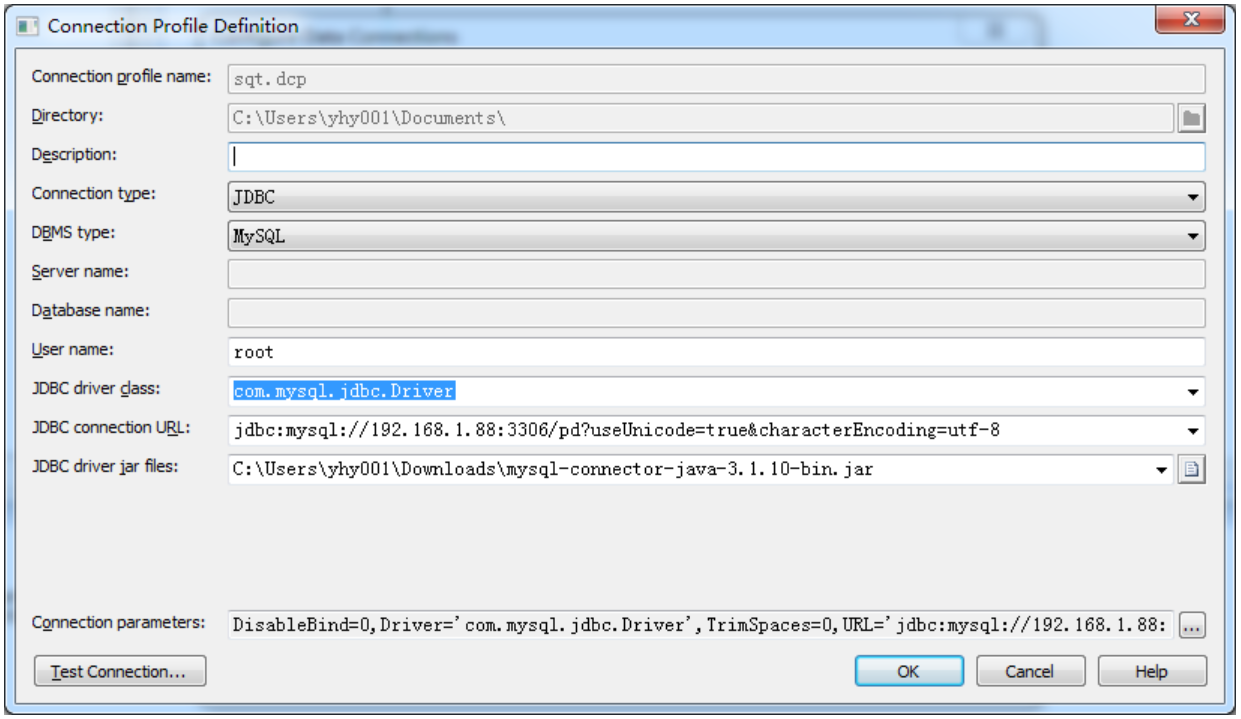 Connection Profile Definition
Connection profile name: sqt.dcp
Directory: C:\Users\yhy001\Documents\
Description:
Connection type: JDBC
DBMS type: MySQL
Server name:
Database name:
User name: root
JDBC driver class: com.mysql.jdbc.Driver
JDBC connection URL: jdbc:mysql://192.168.1.88:3306/pd?useUnicode=true&characterEncoding=utf-8
JDBC driver jar files: C:\Users\yhy001\Downloads\mysql-connector-java-3.1.10-bin.jar
Connection parameters: DisableBind=0,Driver='com.mysql.jdbc.Driver',TrimSpaces=0,URL='jdbc:mysql://192.168.1.88: ...
Test Connection... OK Cancel Help